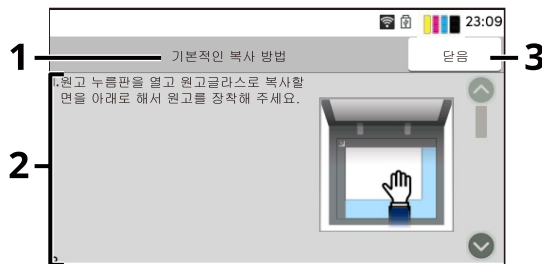 23:09
1
기본적인 복사 방법
닫음
3
1.원고 누름판을 열고 원고글라스로 복사할
면을 아래로 해서 원고를 장착해 주세요.
2